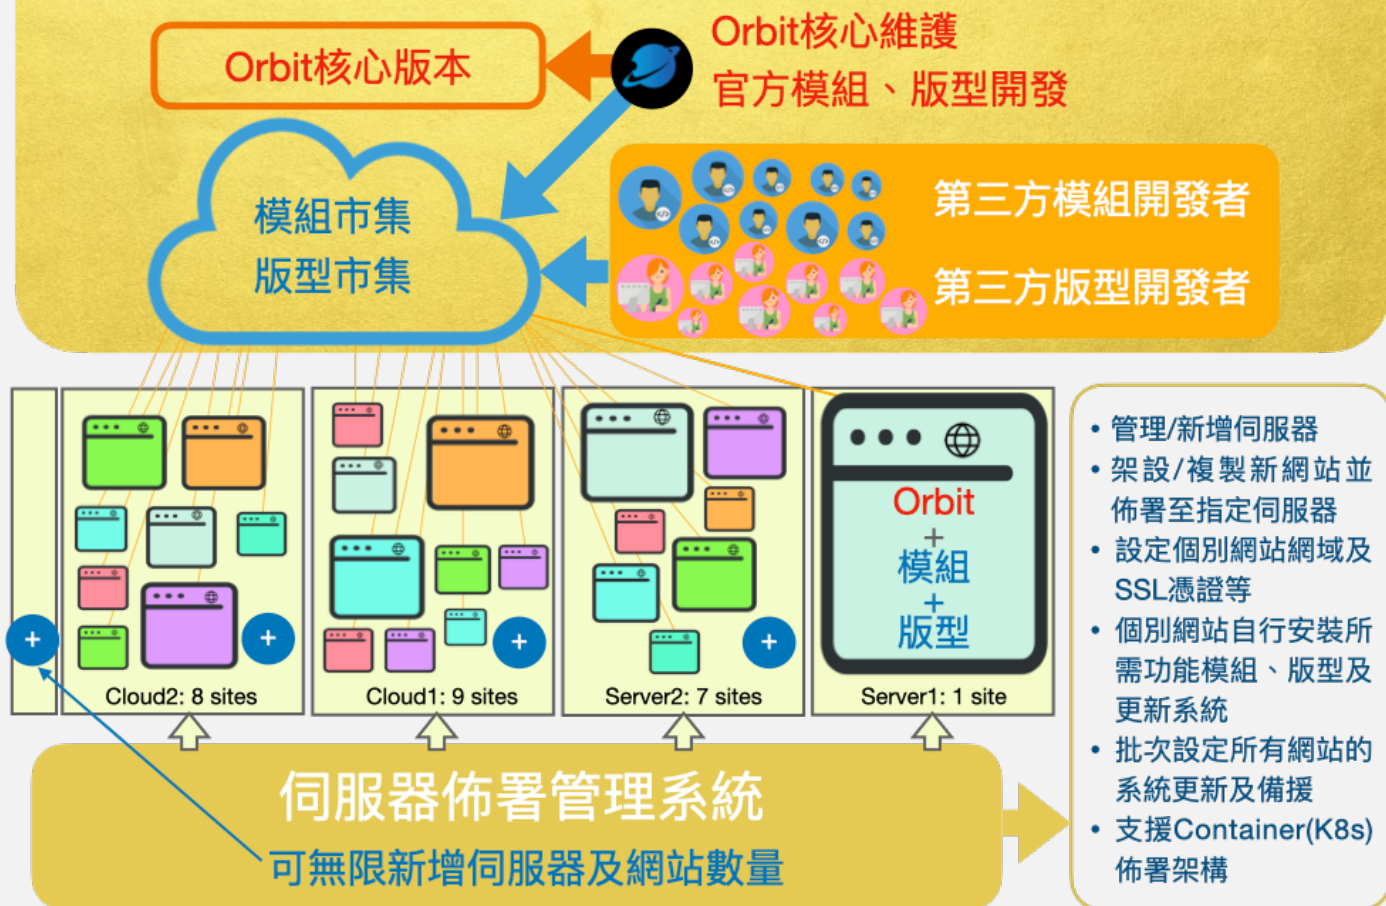 Orbit核心版本
Orbit核心維護
官方模組、版型開發
模組市集
版型市集
第三方模組開發者
第三方版型開發者
Cloud2: 8 sites
Cloud1: 9 sites
Server2: 7 sites
Orbit
+
模組
+
版型
Server1: 1 site
+
+
+
+
伺服器佈署管理系統
可無限新增伺服器及網站數量
• 管理/新增伺服器
• 架設/複製新網站並
佈署至指定伺服器
• 設定個別網站網域及
SSL憑證等
• 個別網站自行安裝所
需功能模組、版型及
更新系統
• 批次設定所有網站的
系統更新及備援
• 支援Container(K8s)
佈署架構